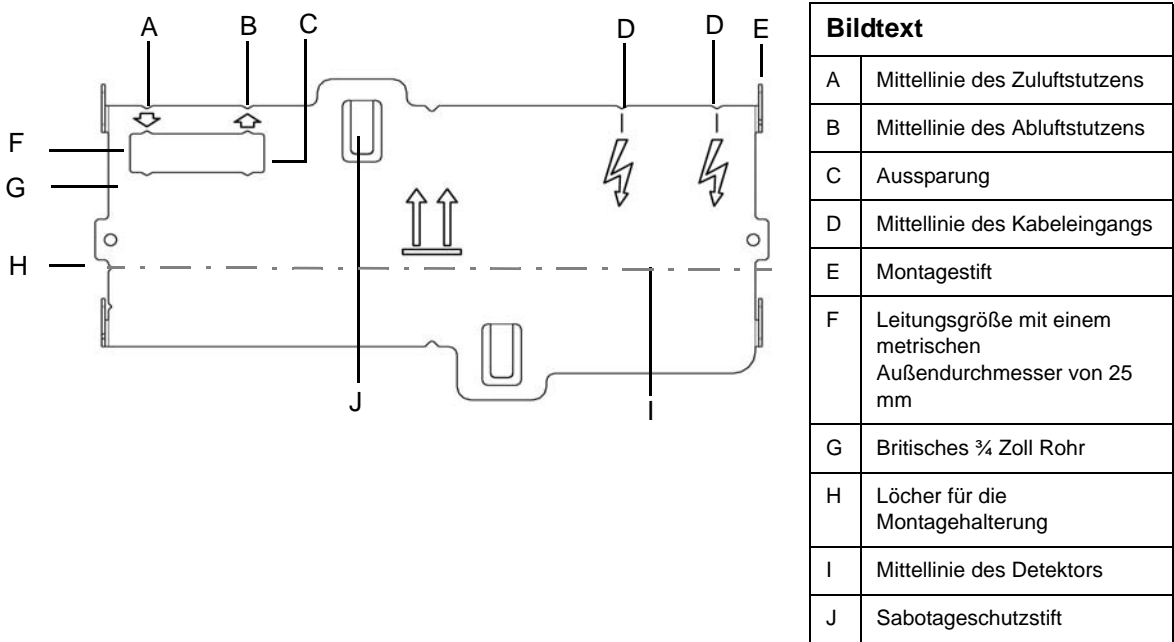 A
B
C
D
D
E
F
G
H
J
I
Bildtext
A Mittellinie des Zuluftstutzens
B Mittellinie des Abluftstutzens
C Aussparung
D Mittellinie des Kabeleingangs
E Montagestift
F Leitungsgröße mit einem
metrischen
Außendurchmesser von 25
mm
G Britisches ¾ Zoll Rohr
H Löcher für die
Montagehalterung
I Mittellinie des Detektors
J Sabotageschutzstift